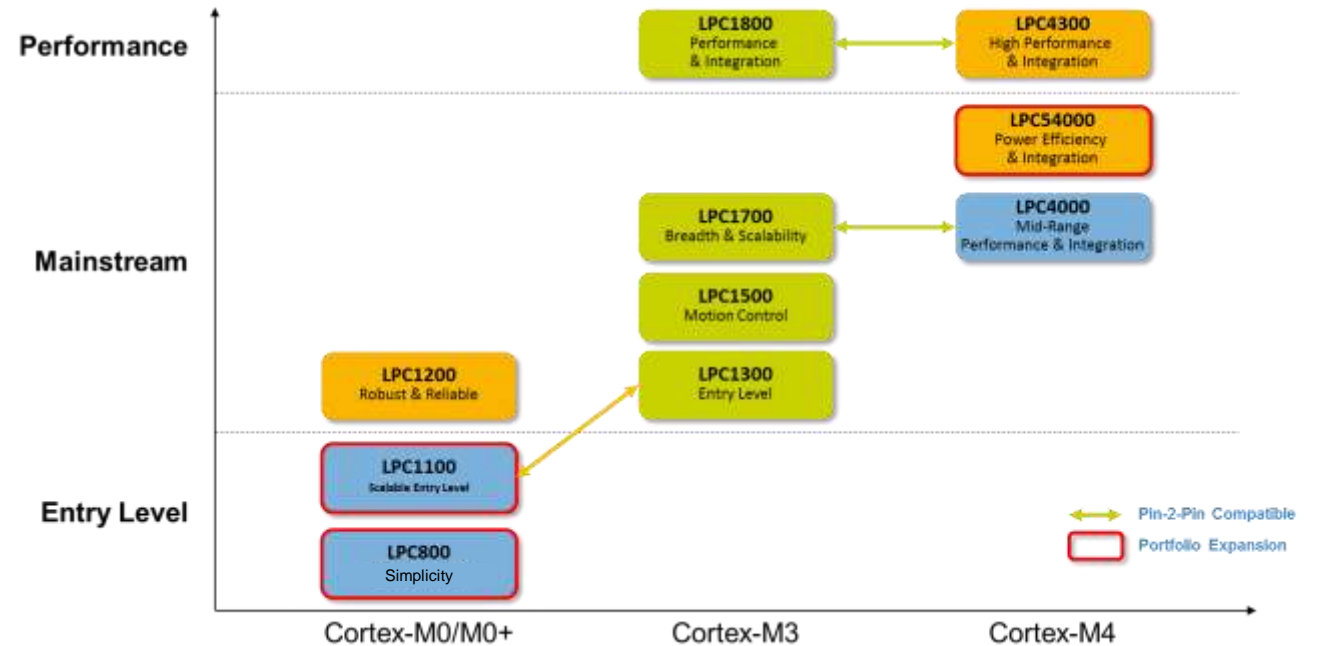 Performance
LPC1800
Performance
& Integration
LPC4300
High Performance
& Integration
LPC54000
Power Efficiency
& Integration
Mainstream
LPC1700
Breadth & Scalability
LPC4000
Mid-Range
Performance & Integration
LPC1500
Motion Control
LPC1200
Robust & Reliable
LPC1300
Entry Level
Entry Level
LPC1100
Scalable Entry Level
LPC800
Simplicity
Pin-2-Pin Compatible
Portfolio Expansion
Cortex-M0/M0+
Cortex-M3
Cortex-M4